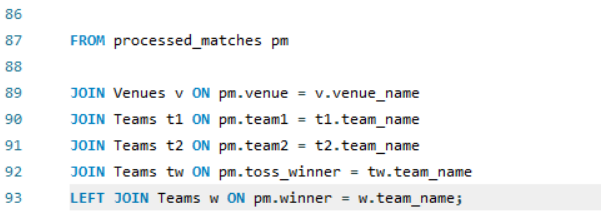 86
87 FROM processed_matches pm
88
89 JOIN Venues v ON pm.venue = v.venue_name
90 JOIN Teams t1 ON pm.team1 = t1.team_name
91 JOIN Teams t2 ON pm.team2 = t2.team_name
92 JOIN Teams tw ON pm.toss_winner = tw.team_name
93 LEFT JOIN Teams w ON pm.winner = w.team_name;